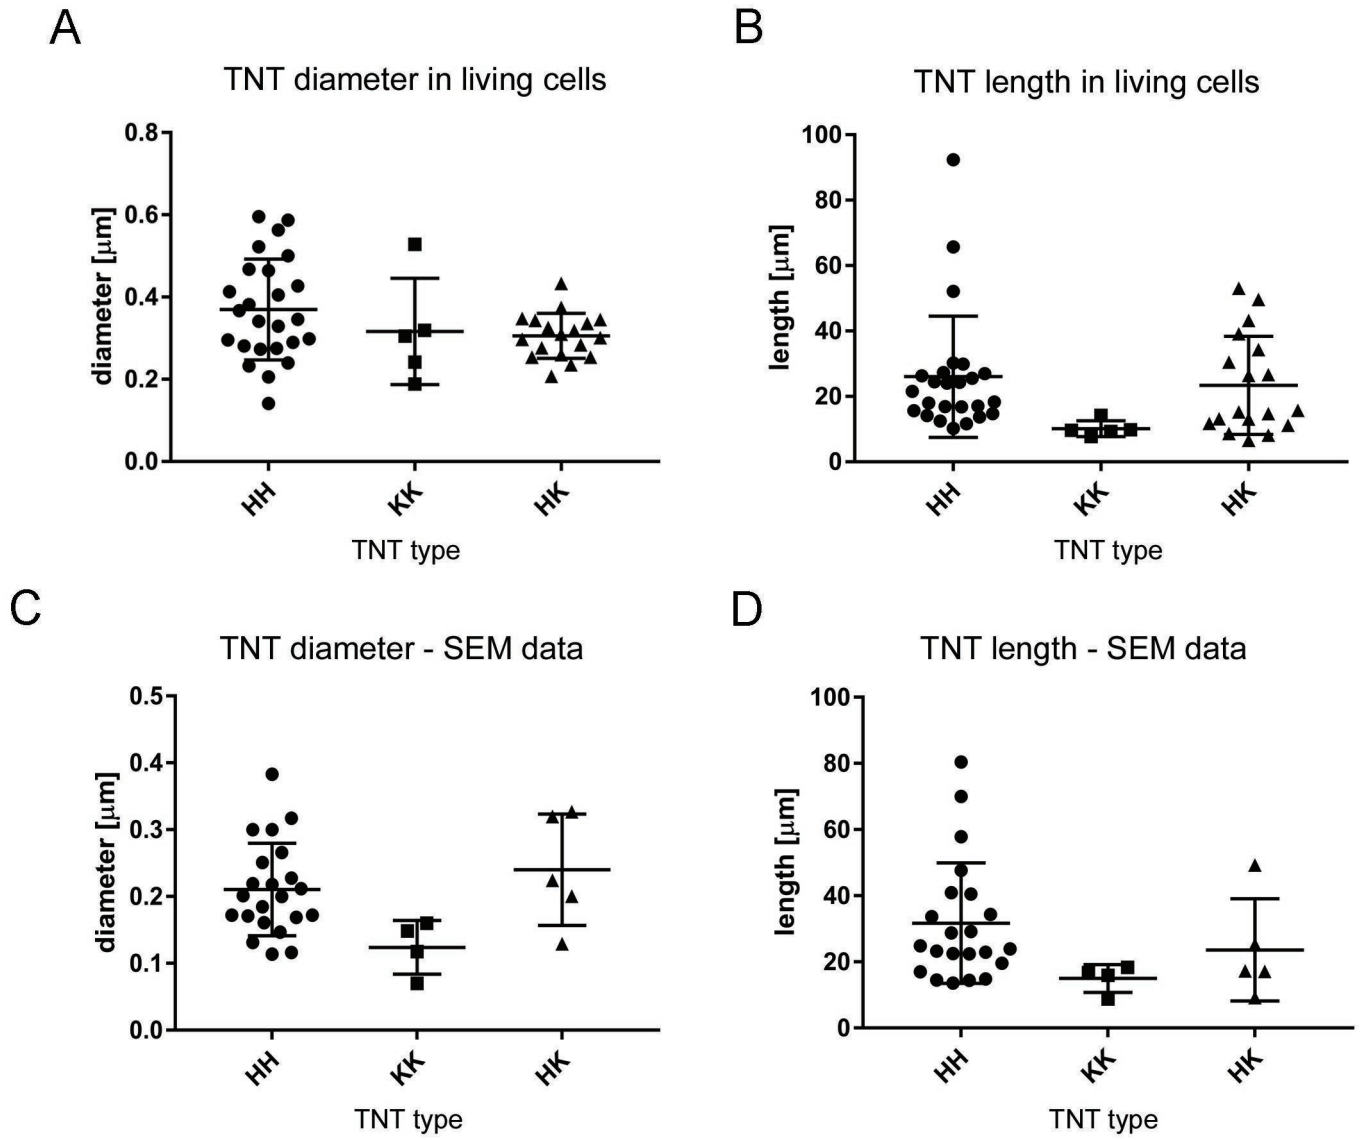 A
TNT diameter in living cells
0.8
0.6
0.4
0.2
0.0
diameter [μm]
HH
KK
HK
TNT type
B
TNT length in living cells
100
80
60
40
20
0
length [μm]
HH
KK
HK
TNT type
C
TNT diameter - SEM data
0.5
0.4
0.3
0.2
0.1
0.0
diameter [μm]
HH
KK
HK
TNT type
D
TNT length - SEM data
100
80
60
40
20
0
length [μm]
HH
KK
HK
TNT type